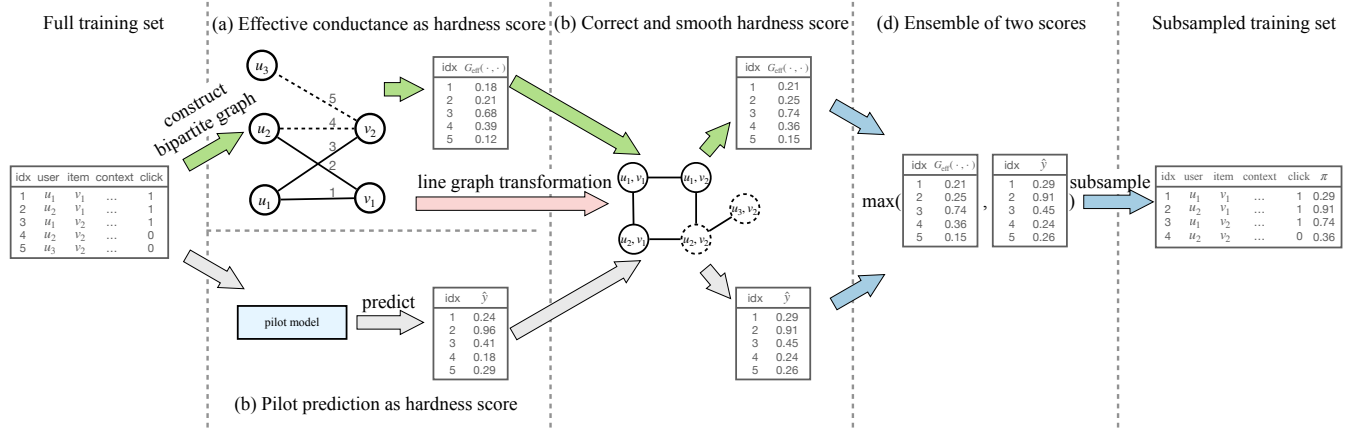 Full training set
(a) Effective conductance as hardness score
(b) Correct and smooth hardness score
(d) Ensemble of two scores
Subsampled training set
construct
bipartite graph
idx user item context click
1 u1 v1 ... 1
2 u2 v1 ... 1
3 u1 v2 ... 1
4 u2 v2 ... 0
5 u3 v2 ... 0
u3
u2
u1
v2
v1
5
4
3
2
1
idx Geff(·,·)
1 0.18
2 0.21
3 0.68
4 0.39
5 0.12
line graph transformation
pilot model
predict
idx ŷ
1 0.24
2 0.96
3 0.41
4 0.18
5 0.29
(b) Pilot prediction as hardness score
u1, v1
u1, v2
u3, v2
u2, v1
u2, v2
idx Geff(·,·)
1 0.21
2 0.25
3 0.74
4 0.36
5 0.15
idx ŷ
1 0.29
2 0.91
3 0.45
4 0.24
5 0.26
max(
idx Geff(·,·)
1 0.21
2 0.25
3 0.74
4 0.36
5 0.15
,
idx ŷ
1 0.29
2 0.91
3 0.45
4 0.24
5 0.26
)
subsample
idx user item context click π
1 u1 v1 ... 1 0.29
2 u2 v1 ... 1 0.91
3 u1 v2 ... 1 0.74
4 u2 v2 ... 0 0.36